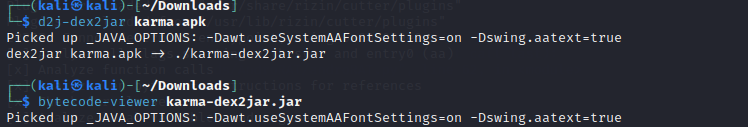 (kali㉿kali)-[~/Downloads]
$ d2j-dex2jar karma.apk
Picked up _JAVA_OPTIONS: -Dawt.useSystemAAFontSettings=on -Dswing.aatext=true
dex2jar karma.apk -> ./karma-dex2jar.jar
(kali㉿kali)-[~/Downloads]
$ bytecode-viewer karma-dex2jar.jar
Picked up _JAVA_OPTIONS: -Dawt.useSystemAAFontSettings=on -Dswing.aatext=true